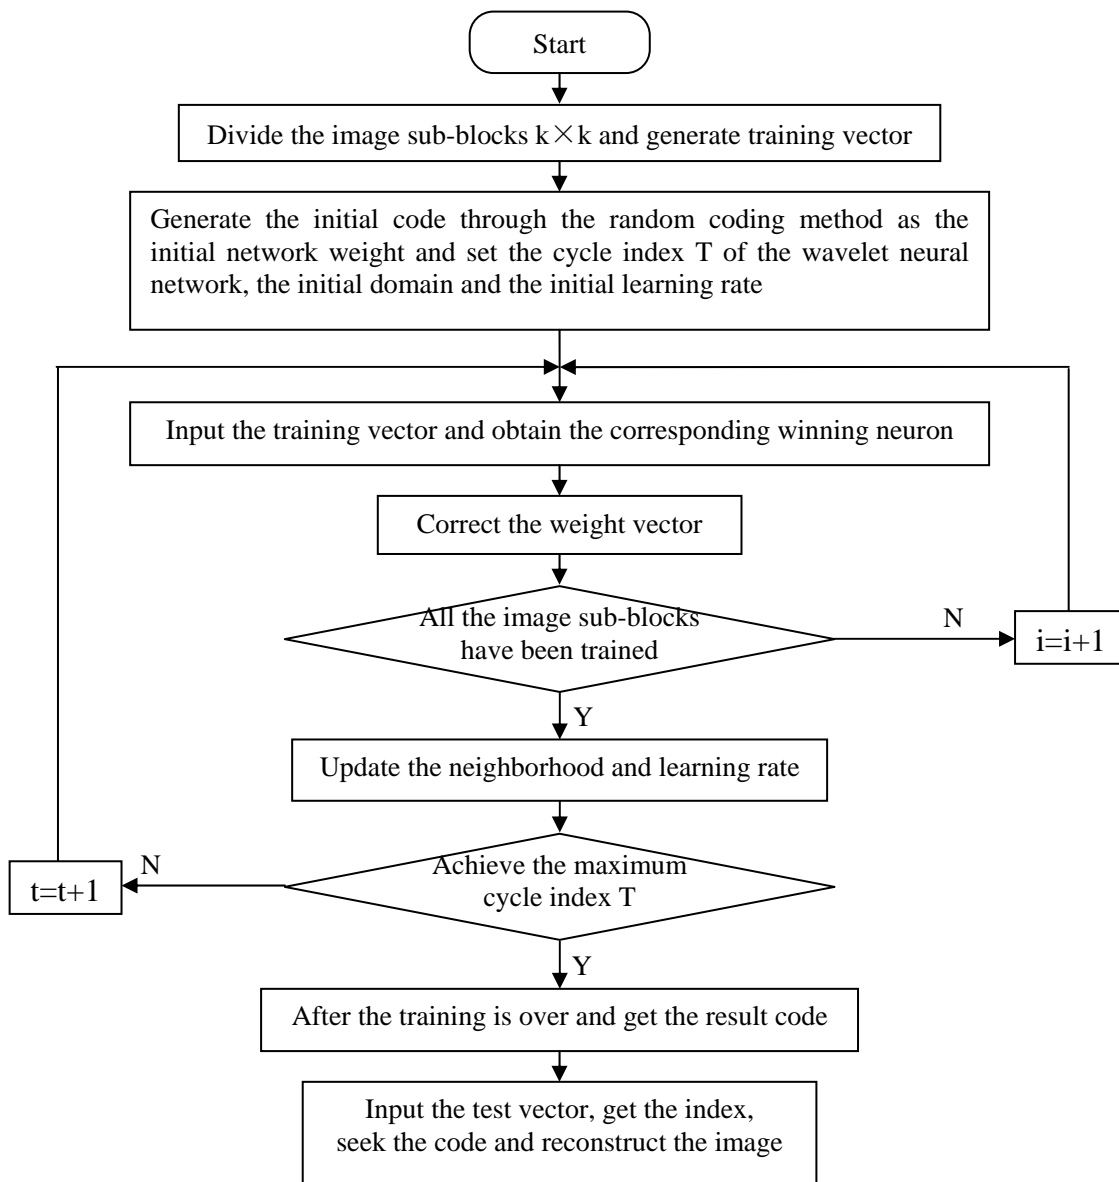 Start
Divide the image sub-blocks k×k and generate training vector
Generate the initial code through the random coding method as the
initial network weight and set the cycle index T of the wavelet neural
network, the initial domain and the initial learning rate
Input the training vector and obtain the corresponding winning neuron
Correct the weight vector
All the image sub-blocks
have been trained
N
i=i+1
Y
Update the neighborhood and learning rate
Achieve the maximum
cycle index T
N
t=t+1
Y
After the training is over and get the result code
Input the test vector, get the index,
seek the code and reconstruct the image